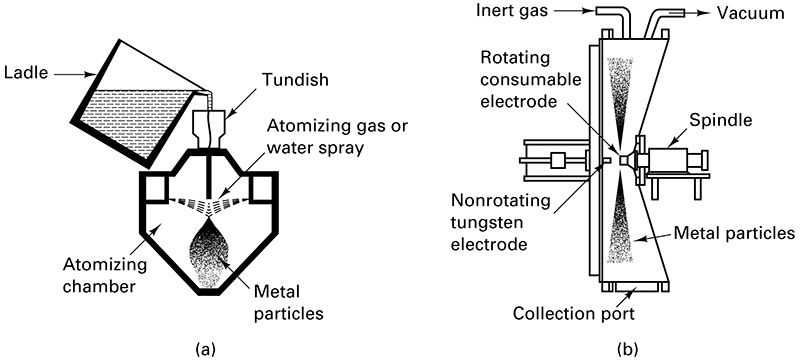 (a)
Ladle
Tundish
Atomizing gas or
water spray
Atomizing
chamber
Metal
particles
(b)
Inert gas
Vacuum
Rotating
consumable
electrode
Spindle
Nonrotating
tungsten
electrode
Metal particles
Collection port